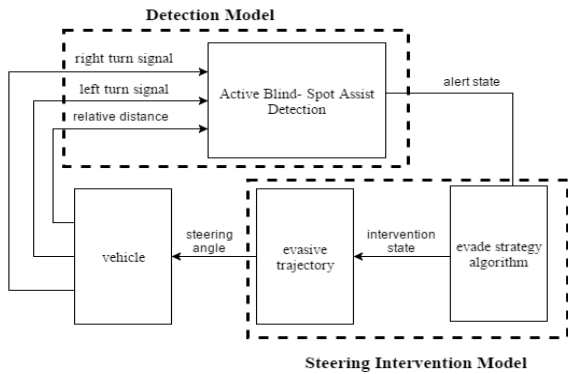 Detection Model
right turn signal
left turn signal
relative distance
Active Blind- Spot Assist
Detection
alert state
vehicle
steering
angle
evasive
trajectory
intervention
state
evade strategy
algorithm
Steering Intervention Model